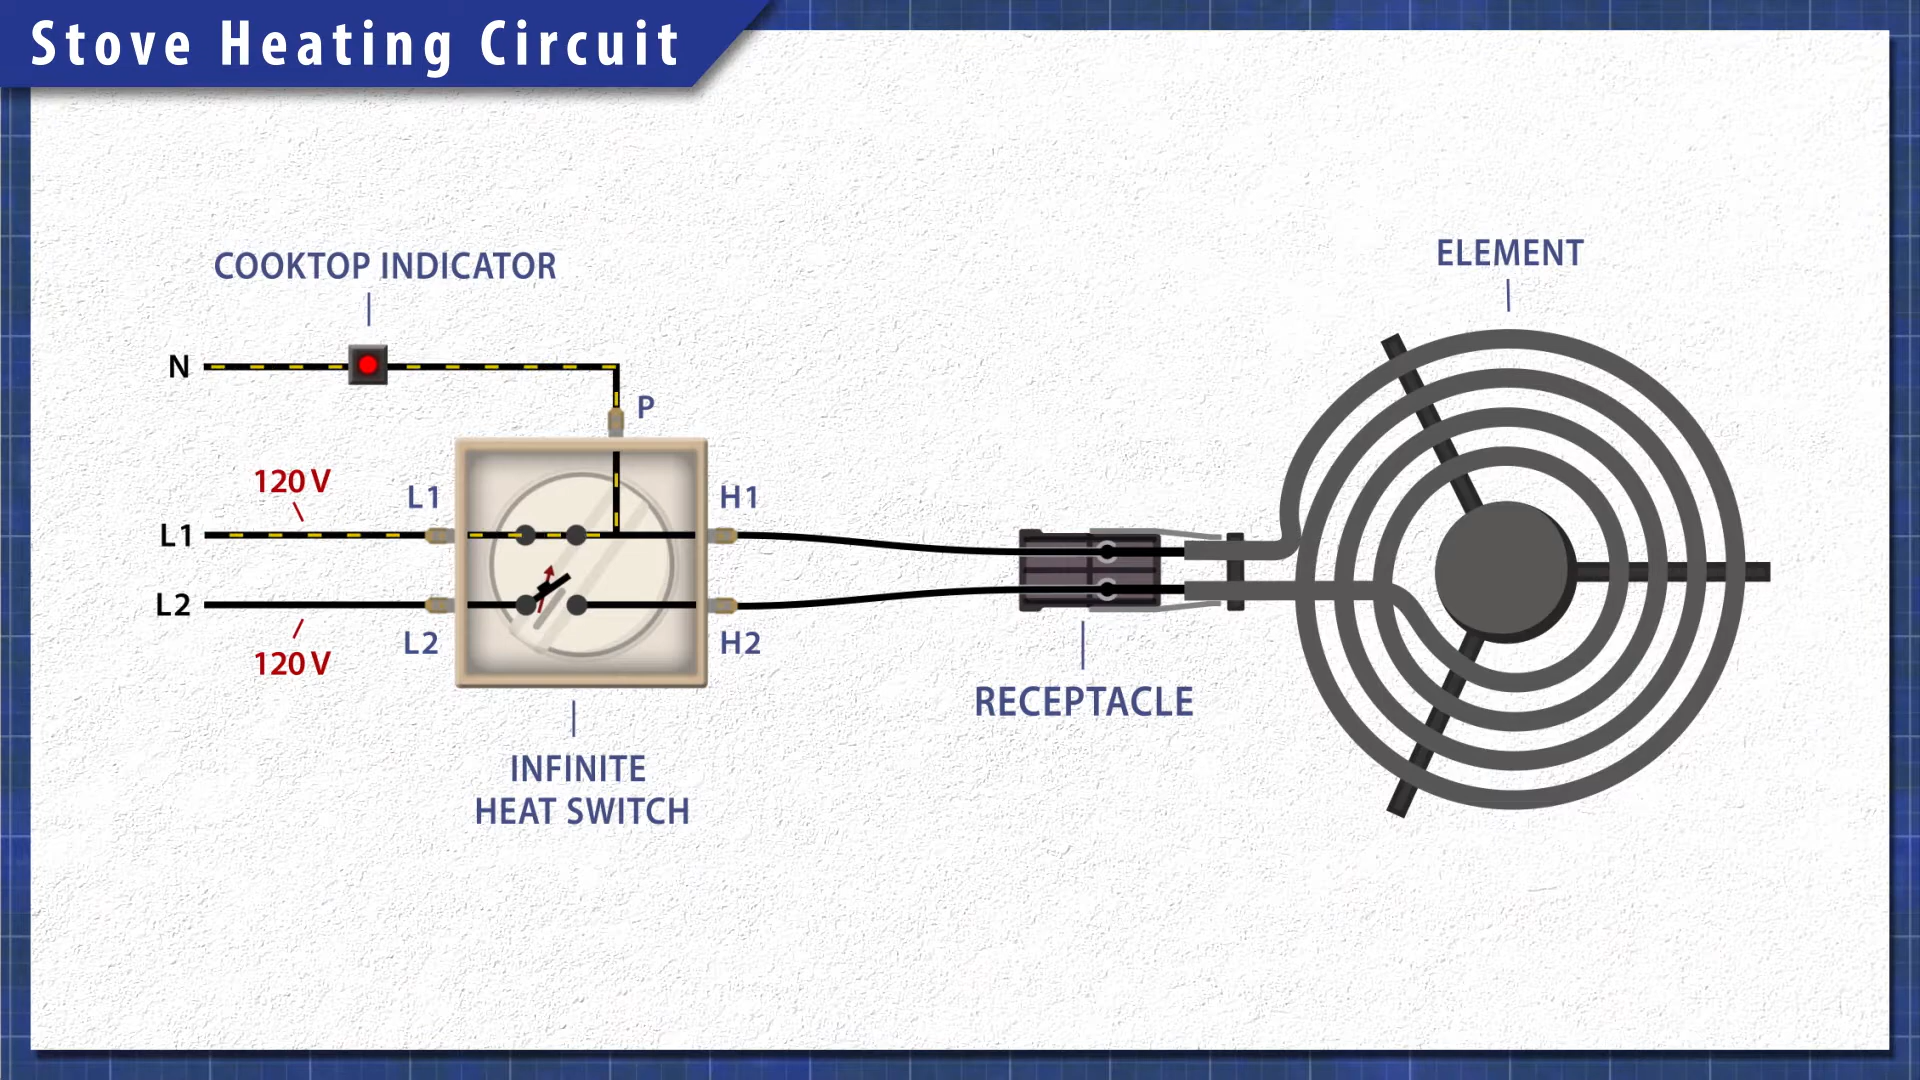 Stove Heating Circuit
COOKTOP INDICATOR
ELEMENT
N
P
120 V
L1
H1
L1
L2
L2
H2
120 V
RECEPTACLE
INFINITE
HEAT SWITCH